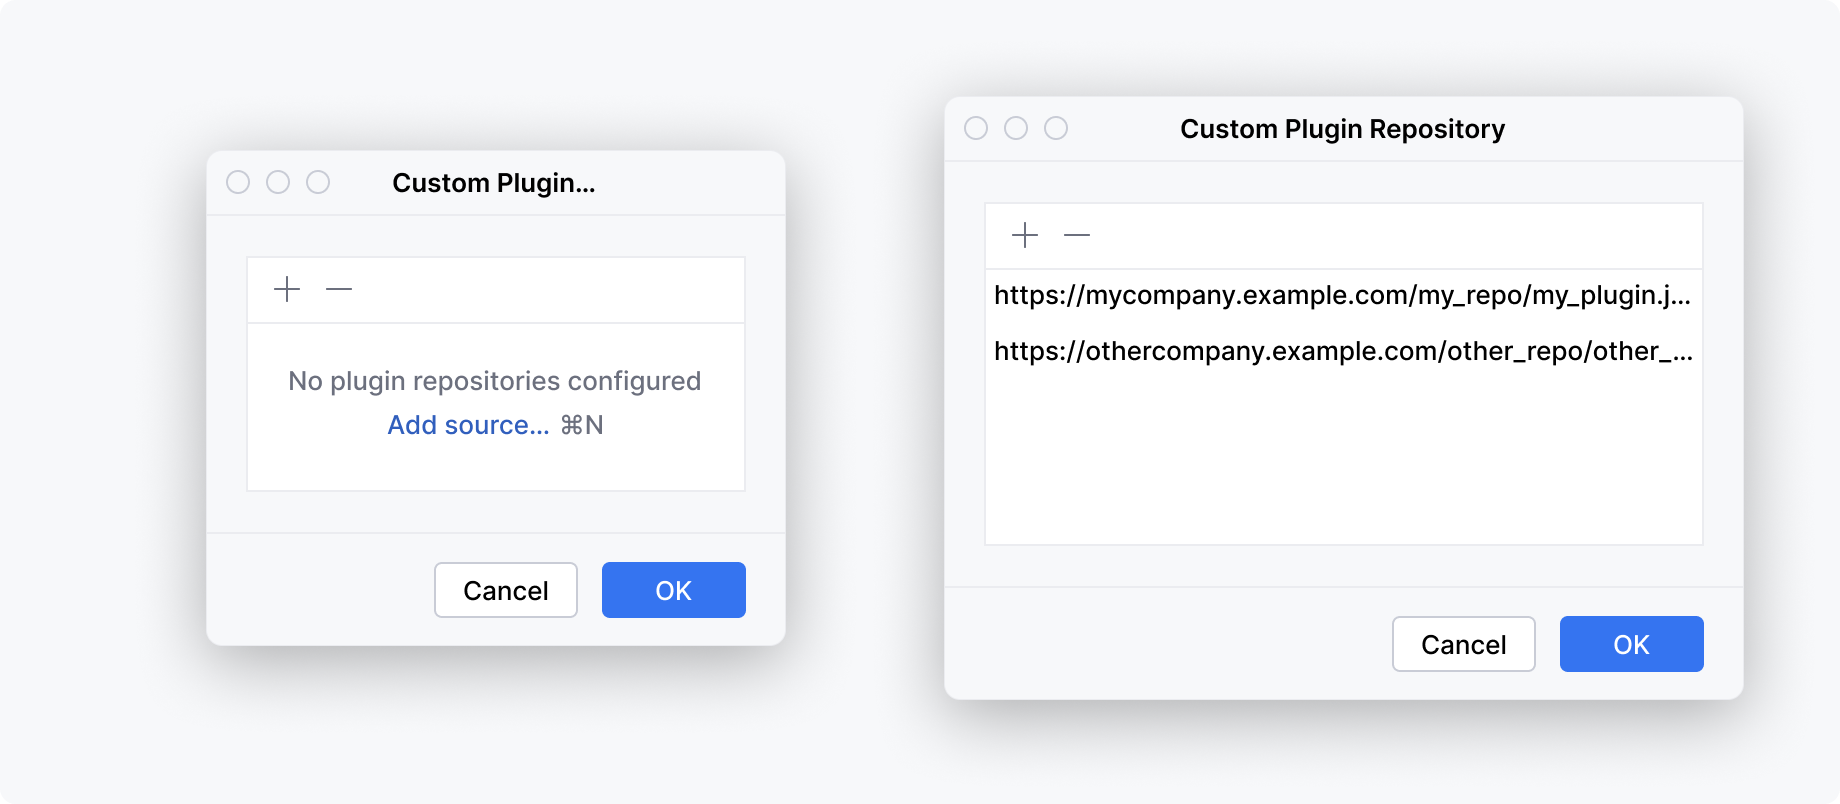 Custom Plugin...
No plugin repositories configured
Add source... ⌘N
Cancel
OK
Custom Plugin Repository
https://mycompany.example.com/my_repo/my_plugin.j...
https://othercompany.example.com/other_repo/other_...
Cancel
OK